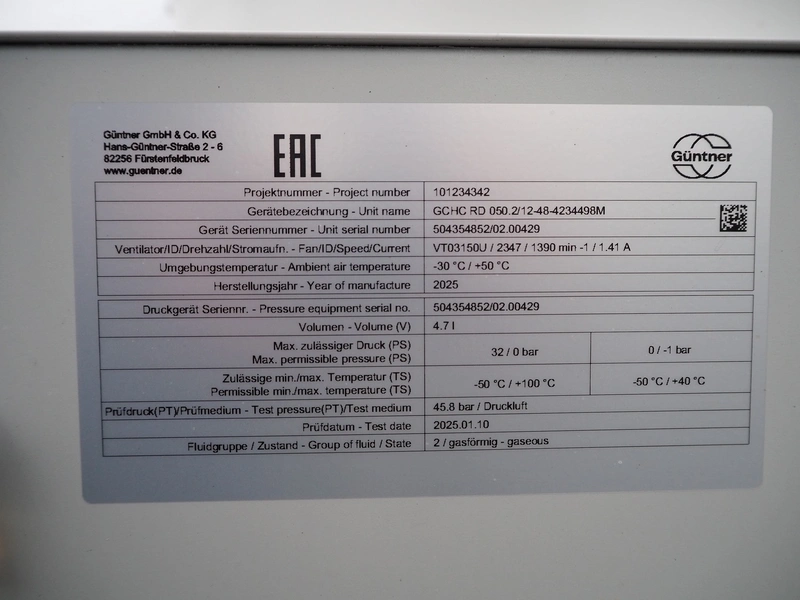 Güntner GmbH & Co. KG
Hans-Güntner-Straße 2 - 6
82256 Fürstenfeldbruck
www.guentner.de
EAC
Güntner
Projektnummer - Project number 101234342
Gerätebezeichnung - Unit name GCHC RD 050.2/12-48-4234498M
Gerät Seriennummer - Unit serial number 504354852/02.00429
Ventilator/ID/Drehzahl/Stromaufn. - Fan/ID/Speed/Current VT03150U / 2347 / 1390 min -1 / 1.41 A
Umgebungstemperatur - Ambient air temperature -30 °C / +50 °C
Herstellungsjahr - Year of manufacture 2025
Druckgerät Seriennr. - Pressure equipment serial no. 504354852/02.00429
Volumen - Volume (V) 4.7 l
Max. zulässiger Druck (PS)
Max. permissible pressure (PS) 32 / 0 bar 0 / -1 bar
Zulässige min./max. Temperatur (TS)
Permissible min./max. temperature (TS) -50 °C / +100 °C -50 °C / +40 °C
Prüfdruck(PT)/Prüfmedium - Test pressure(PT)/Test medium 45.8 bar / Druckluft
Prüfdatum - Test date 2025.01.10
Fluidgruppe / Zustand - Group of fluid / State 2 / gasförmig - gaseous